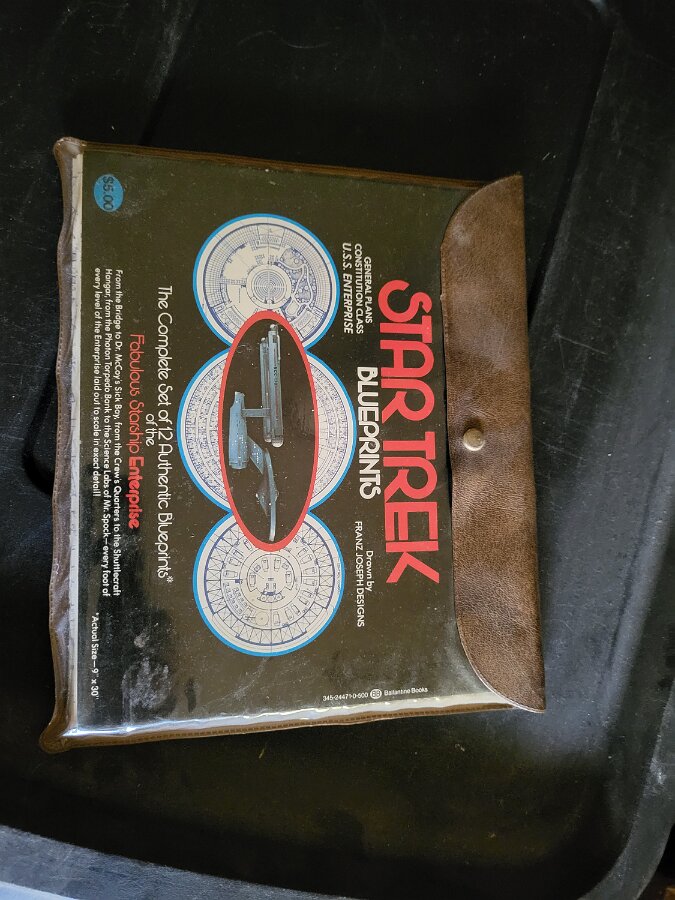 STAR TREK
BLUEPRINTS
GENERAL PLANS
CONSTITUTION CLASS
U.S.S. ENTERPRISE
Drawn by
FRANZ JOSEPH DESIGNS
The Complete Set of 12 Authentic Blueprints*
of the
Fabulous Starship Enterprise
From the Bridge to Dr. McCoy's Sick Bay, from the Crew's Quarters to the Shuttlecraft
Hangar, from the Photon Torpedo Bank to the Science Labs of Mr. Spock—every foot of
every level of the Enterprise laid out to scale in exact detail!
*Actual Size—9" x 30"
$5.00
345-24471-0-500 BB Ballantine Books